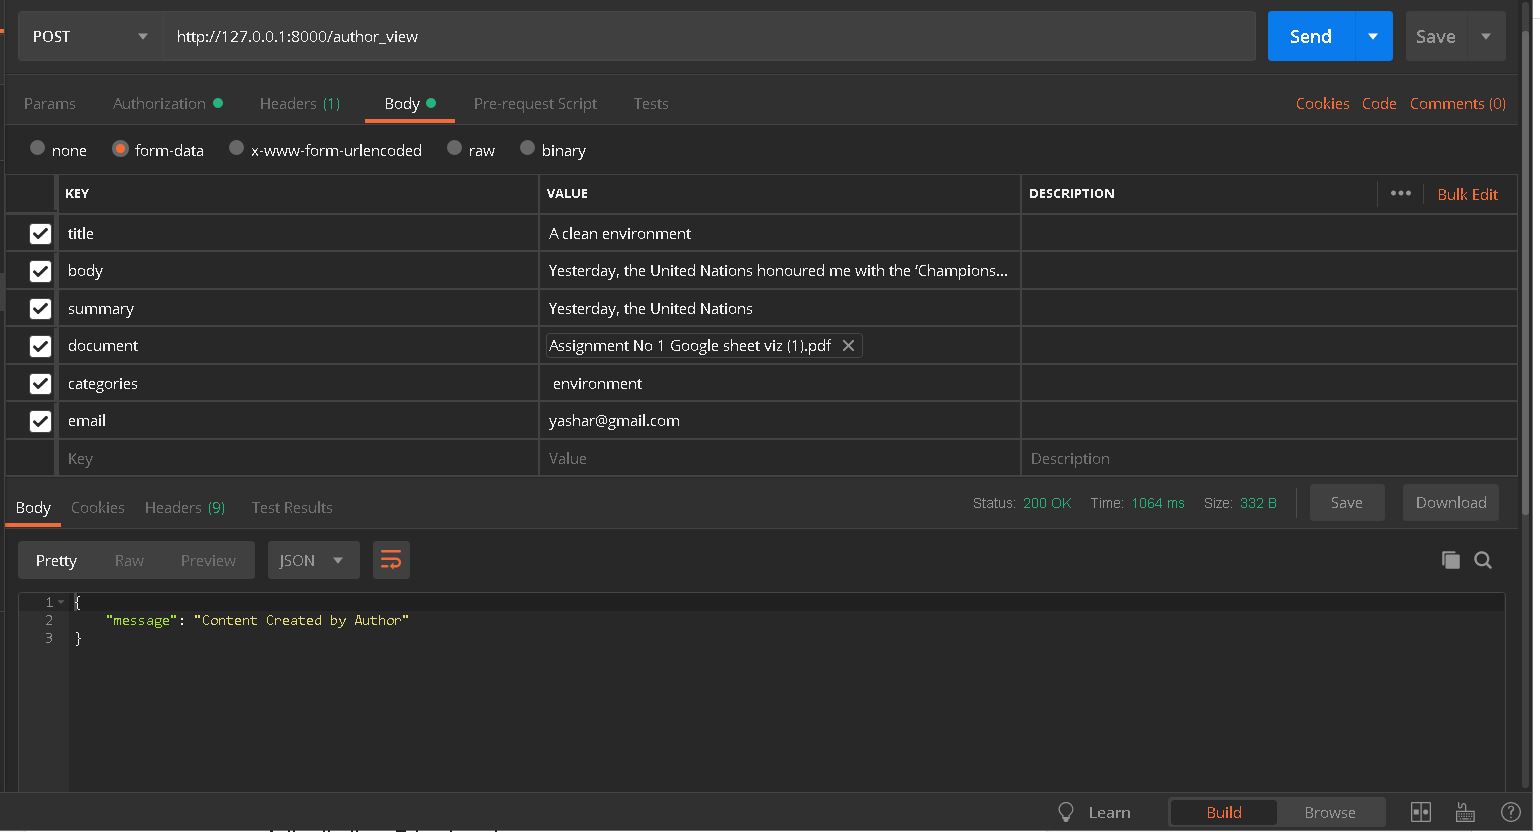 POST http://127.0.0.1:8000/author_view Send Save
Params Authorization Headers (1) Body Pre-request Script Tests Cookies Code Comments (0)
none form-data x-www-form-urlencoded raw binary
KEY VALUE DESCRIPTION ••• Bulk Edit
title A clean environment
body Yesterday, the United Nations honoured me with the ‘Champions...
summary Yesterday, the United Nations
document Assignment No 1 Google sheet viz (1).pdf
categories environment
email yashar@gmail.com
Key Value Description
Body Cookies Headers (9) Test Results Status: 200 OK Time: 1064 ms Size: 332 B Save Download
Pretty Raw Preview JSON
1 {
2 "message": "Content Created by Author"
3 }
Learn Build Browse